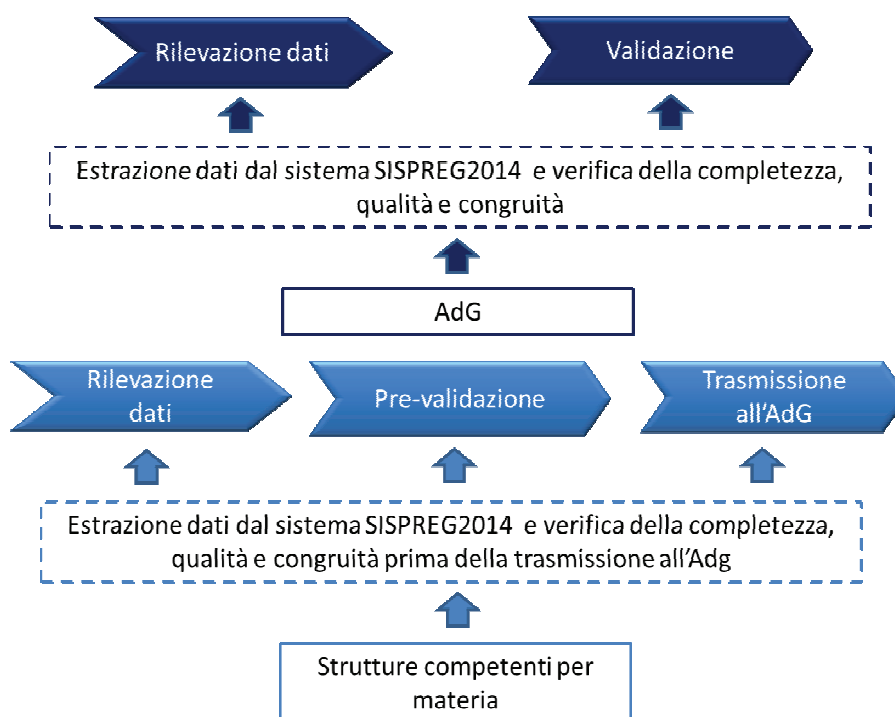 Rilevazione dati
Validazione
Estrazione dati dal sistema SISPREG2014 e verifica della completezza,
qualità e congruità
AdG
Rilevazione
dati
Pre-validazione
Trasmissione
all'AdG
Estrazione dati dal sistema SISPREG2014 e verifica della completezza,
qualità e congruità prima della trasmissione all'Adg
Strutture competenti per
materia